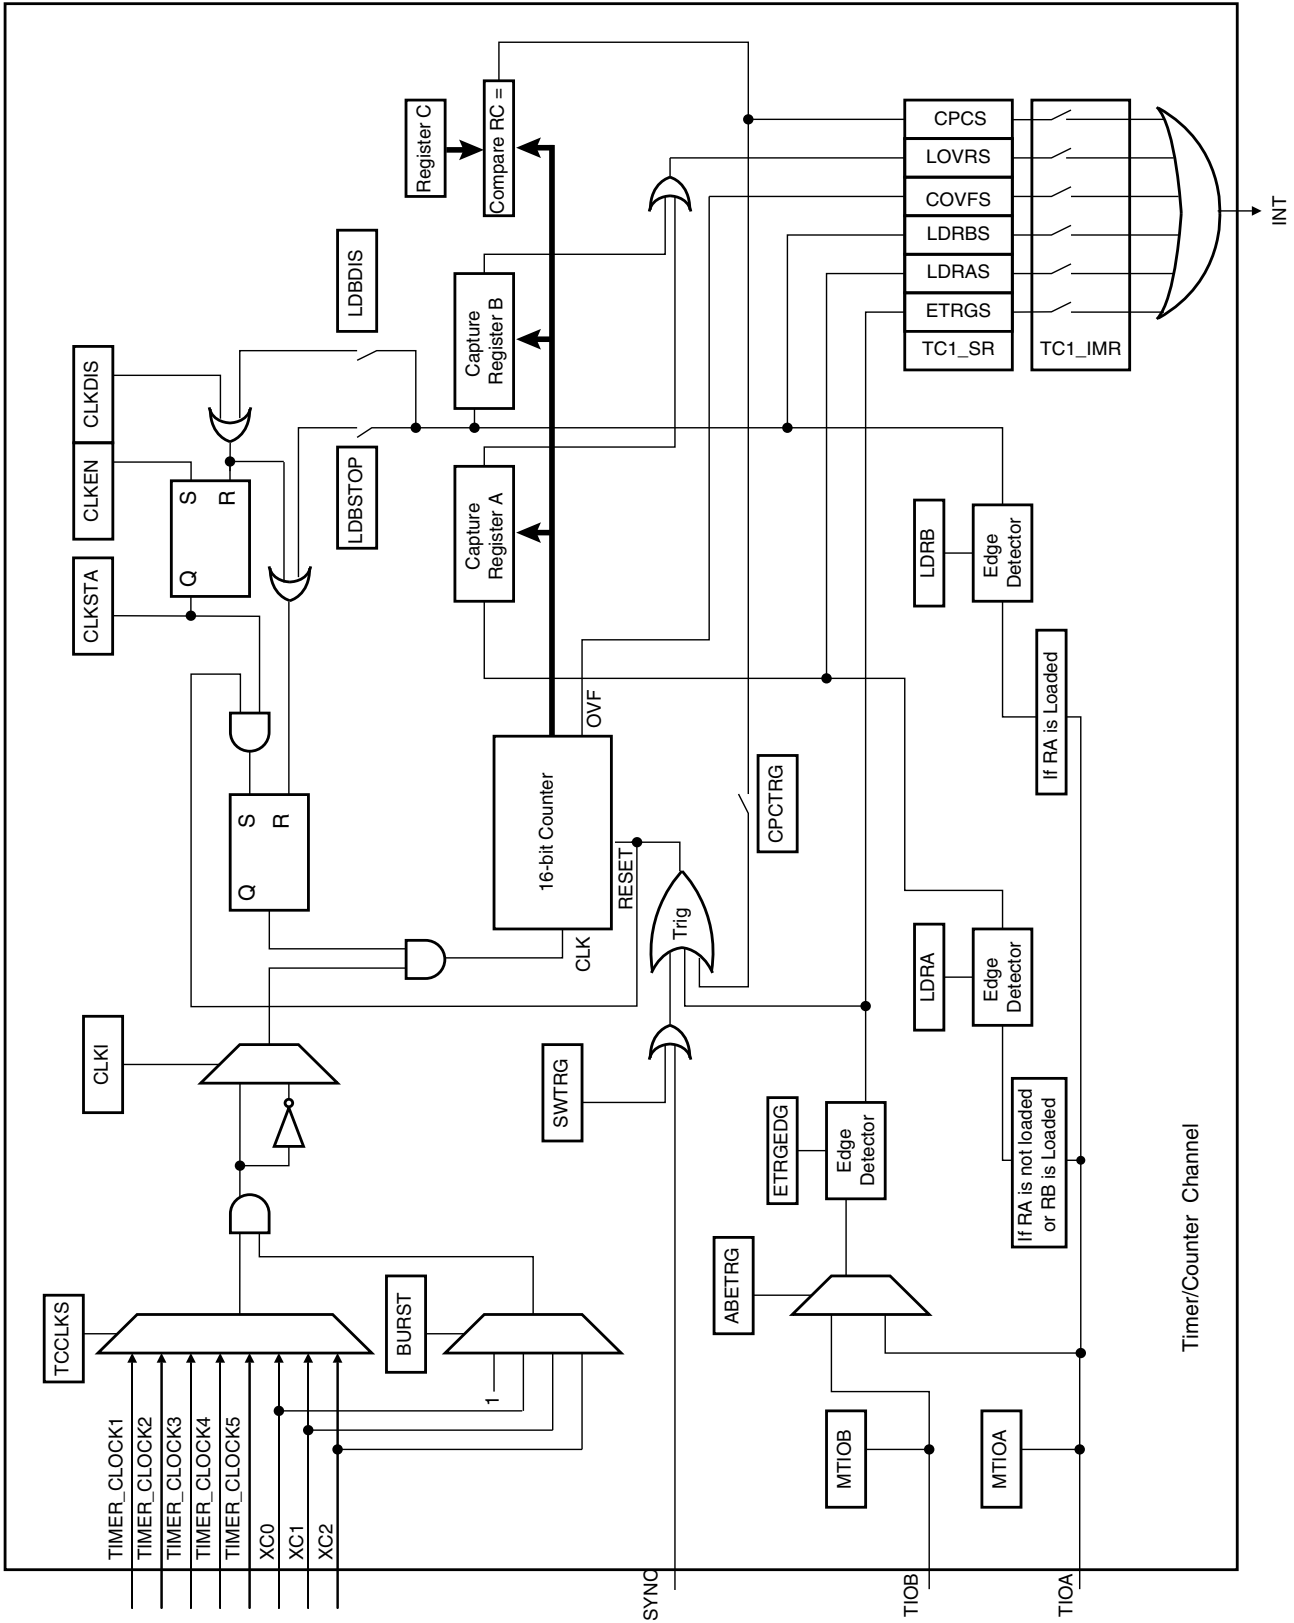 TCCLKS
TIMER_CLOCK1
TIMER_CLOCK2
TIMER_CLOCK3
TIMER_CLOCK4
TIMER_CLOCK5
XC0
XC1
XC2
CLKI
CLKSTA
CLKEN
CLKDIS
Q
S
R
Q
S
R
BURST
1
LDBSTOP
LDBDIS
Register C
Capture
Register A
Capture
Register B
Compare RC =
16-bit Counter
CLK
OVF
RESET
SWTRG
SYNC
Trig
CPCTRG
ABETRG
ETRGEDG
Edge
Detector
MTIOB
TIOB
MTIOA
TIOA
LDRA
Edge
Detector
LDRB
Edge
Detector
If RA is not loaded
or RB is Loaded
If RA is Loaded
CPCS
LOVRS
COVFS
LDRBS
LDRAS
ETRGS
TC1_SR
TC1_IMR
INT
Timer/Counter Channel